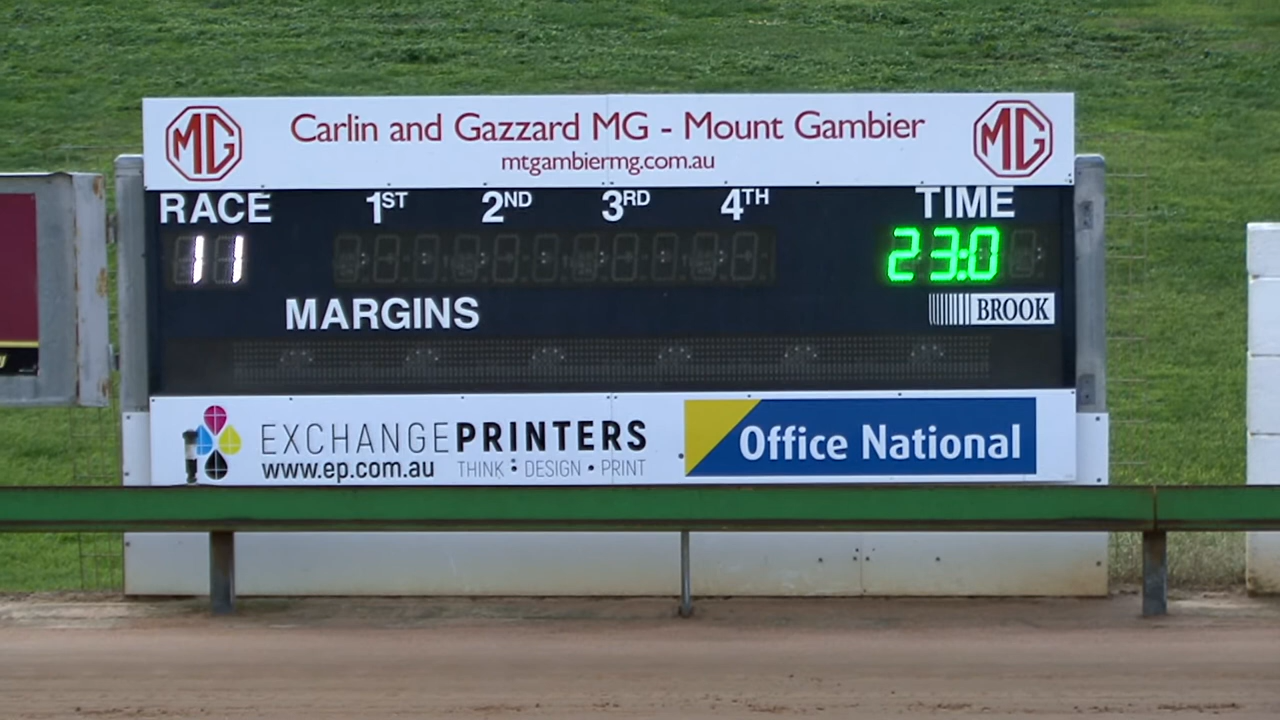 MG Carlin and Gazzard MG - Mount Gambier MG
mtgambiermg.com.au
RACE 1ST 2ND 3RD 4TH TIME
11 23:0
MARGINS BROOK
EXCHANGEPRINTERS Office National
www.ep.com.au THINK : DESIGN • PRINT